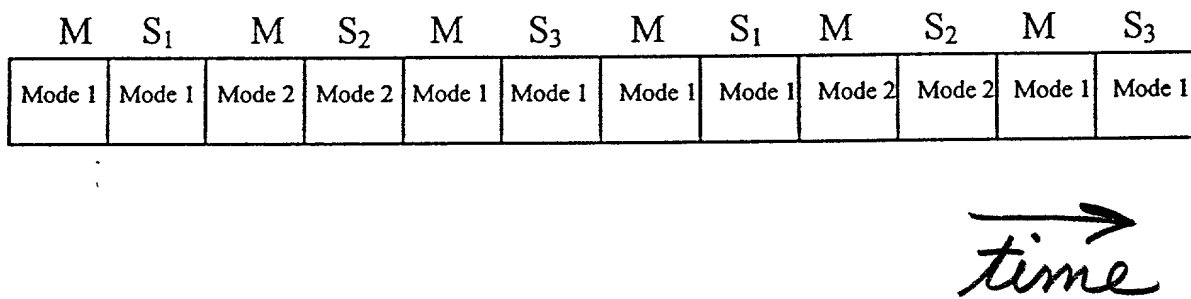 M S₁ M S₂ M S₃ M S₁ M S₂ M S₃
Mode 1 Mode 1 Mode 2 Mode 2 Mode 1 Mode 1 Mode 1 Mode 1 Mode 2 Mode 2 Mode 1 Mode 1
time